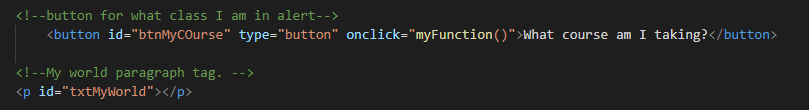 <!--button for what class I am in alert-->
<button id="btnMyCOurse" type="button" onclick="myFunction()">What course am I taking?</button>
<!--My world paragraph tag. -->
<p id="txtMyWorld"></p>